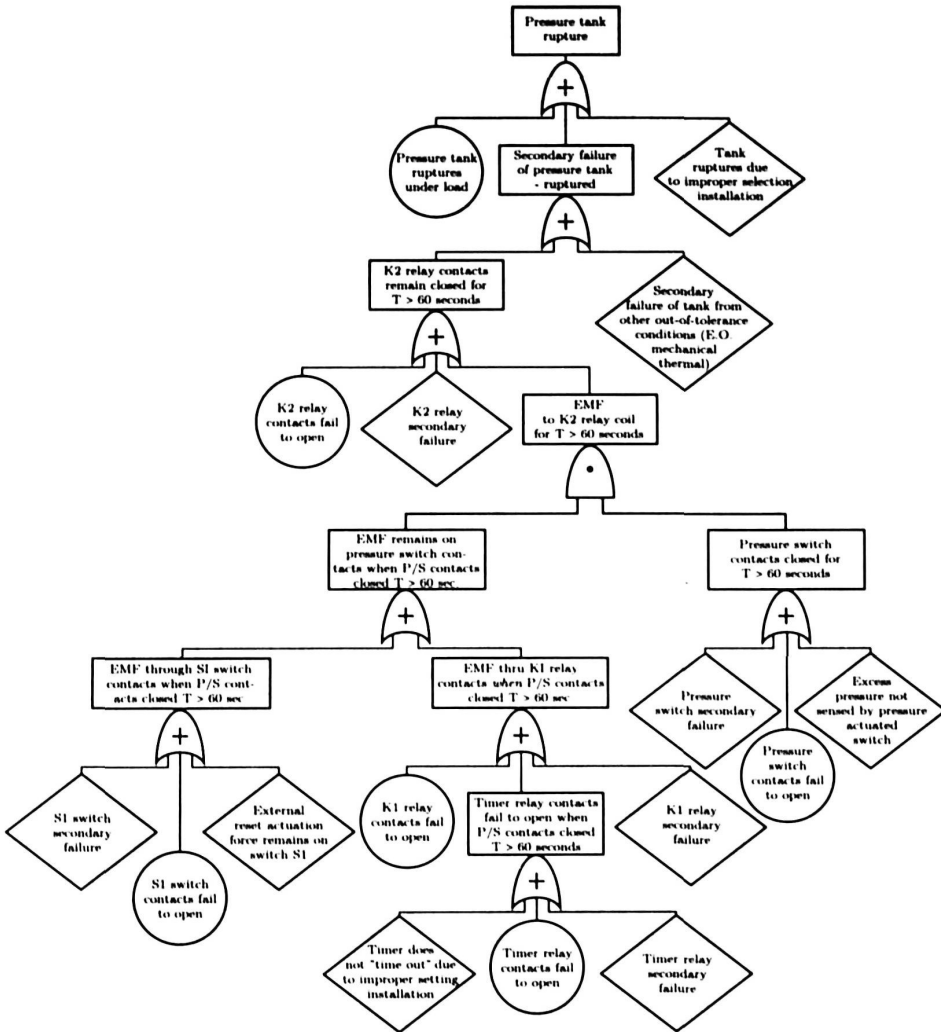 Pressure tank
rupture
Pressure tank
ruptures
under load
Secondary failure
of pressure tank
- ruptured
Tank
ruptures due
to improper selection
installation
K2 relay contacts
remain closed for
T > 60 seconds
Secondary
failure of tank from
other out-of-tolerance
conditions (E.O.
mechanical
thermal)
K2 relay
contacts fail
to open
K2 relay
secondary
failure
EMF
to K2 relay coil
for T > 60 seconds
EMF remains on
pressure switch con-
tacts when P/S contacts
closed T > 60 sec.
Pressure switch
contacts closed for
T > 60 seconds
EMF through S1 switch
contacts when P/S cont-
acts closed T > 60 sec
EMF thru K1 relay
contacts when P/S contacts
closed T > 60 sec
Pressure
switch secondary
failure
Pressure
switch
contacts fail
to open
Excess
pressure not
sensed by pressure
actuated
switch
S1 switch
secondary
failure
S1 switch
contacts fail
to open
External
reset actuation
force remains on
switch S1
K1 relay
contacts fail
to open
Timer relay contacts
fail to open when
P/S contacts closed
T > 60 seconds
K1 relay
secondary
failure
Timer does
not "time out" due
to improper setting
installation
Timer relay
contacts fail
to open
Timer relay
secondary
failure